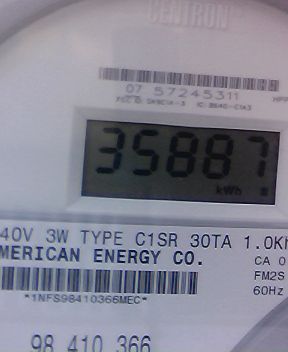 CENTRON
07 57245311
35887
kWh
40V 3W TYPE C1SR 30TA 1.0Kh
MERICAN ENERGY CO.
CA 0
FM2S
60Hz
*1NFS98410366MEC*
98 410 366